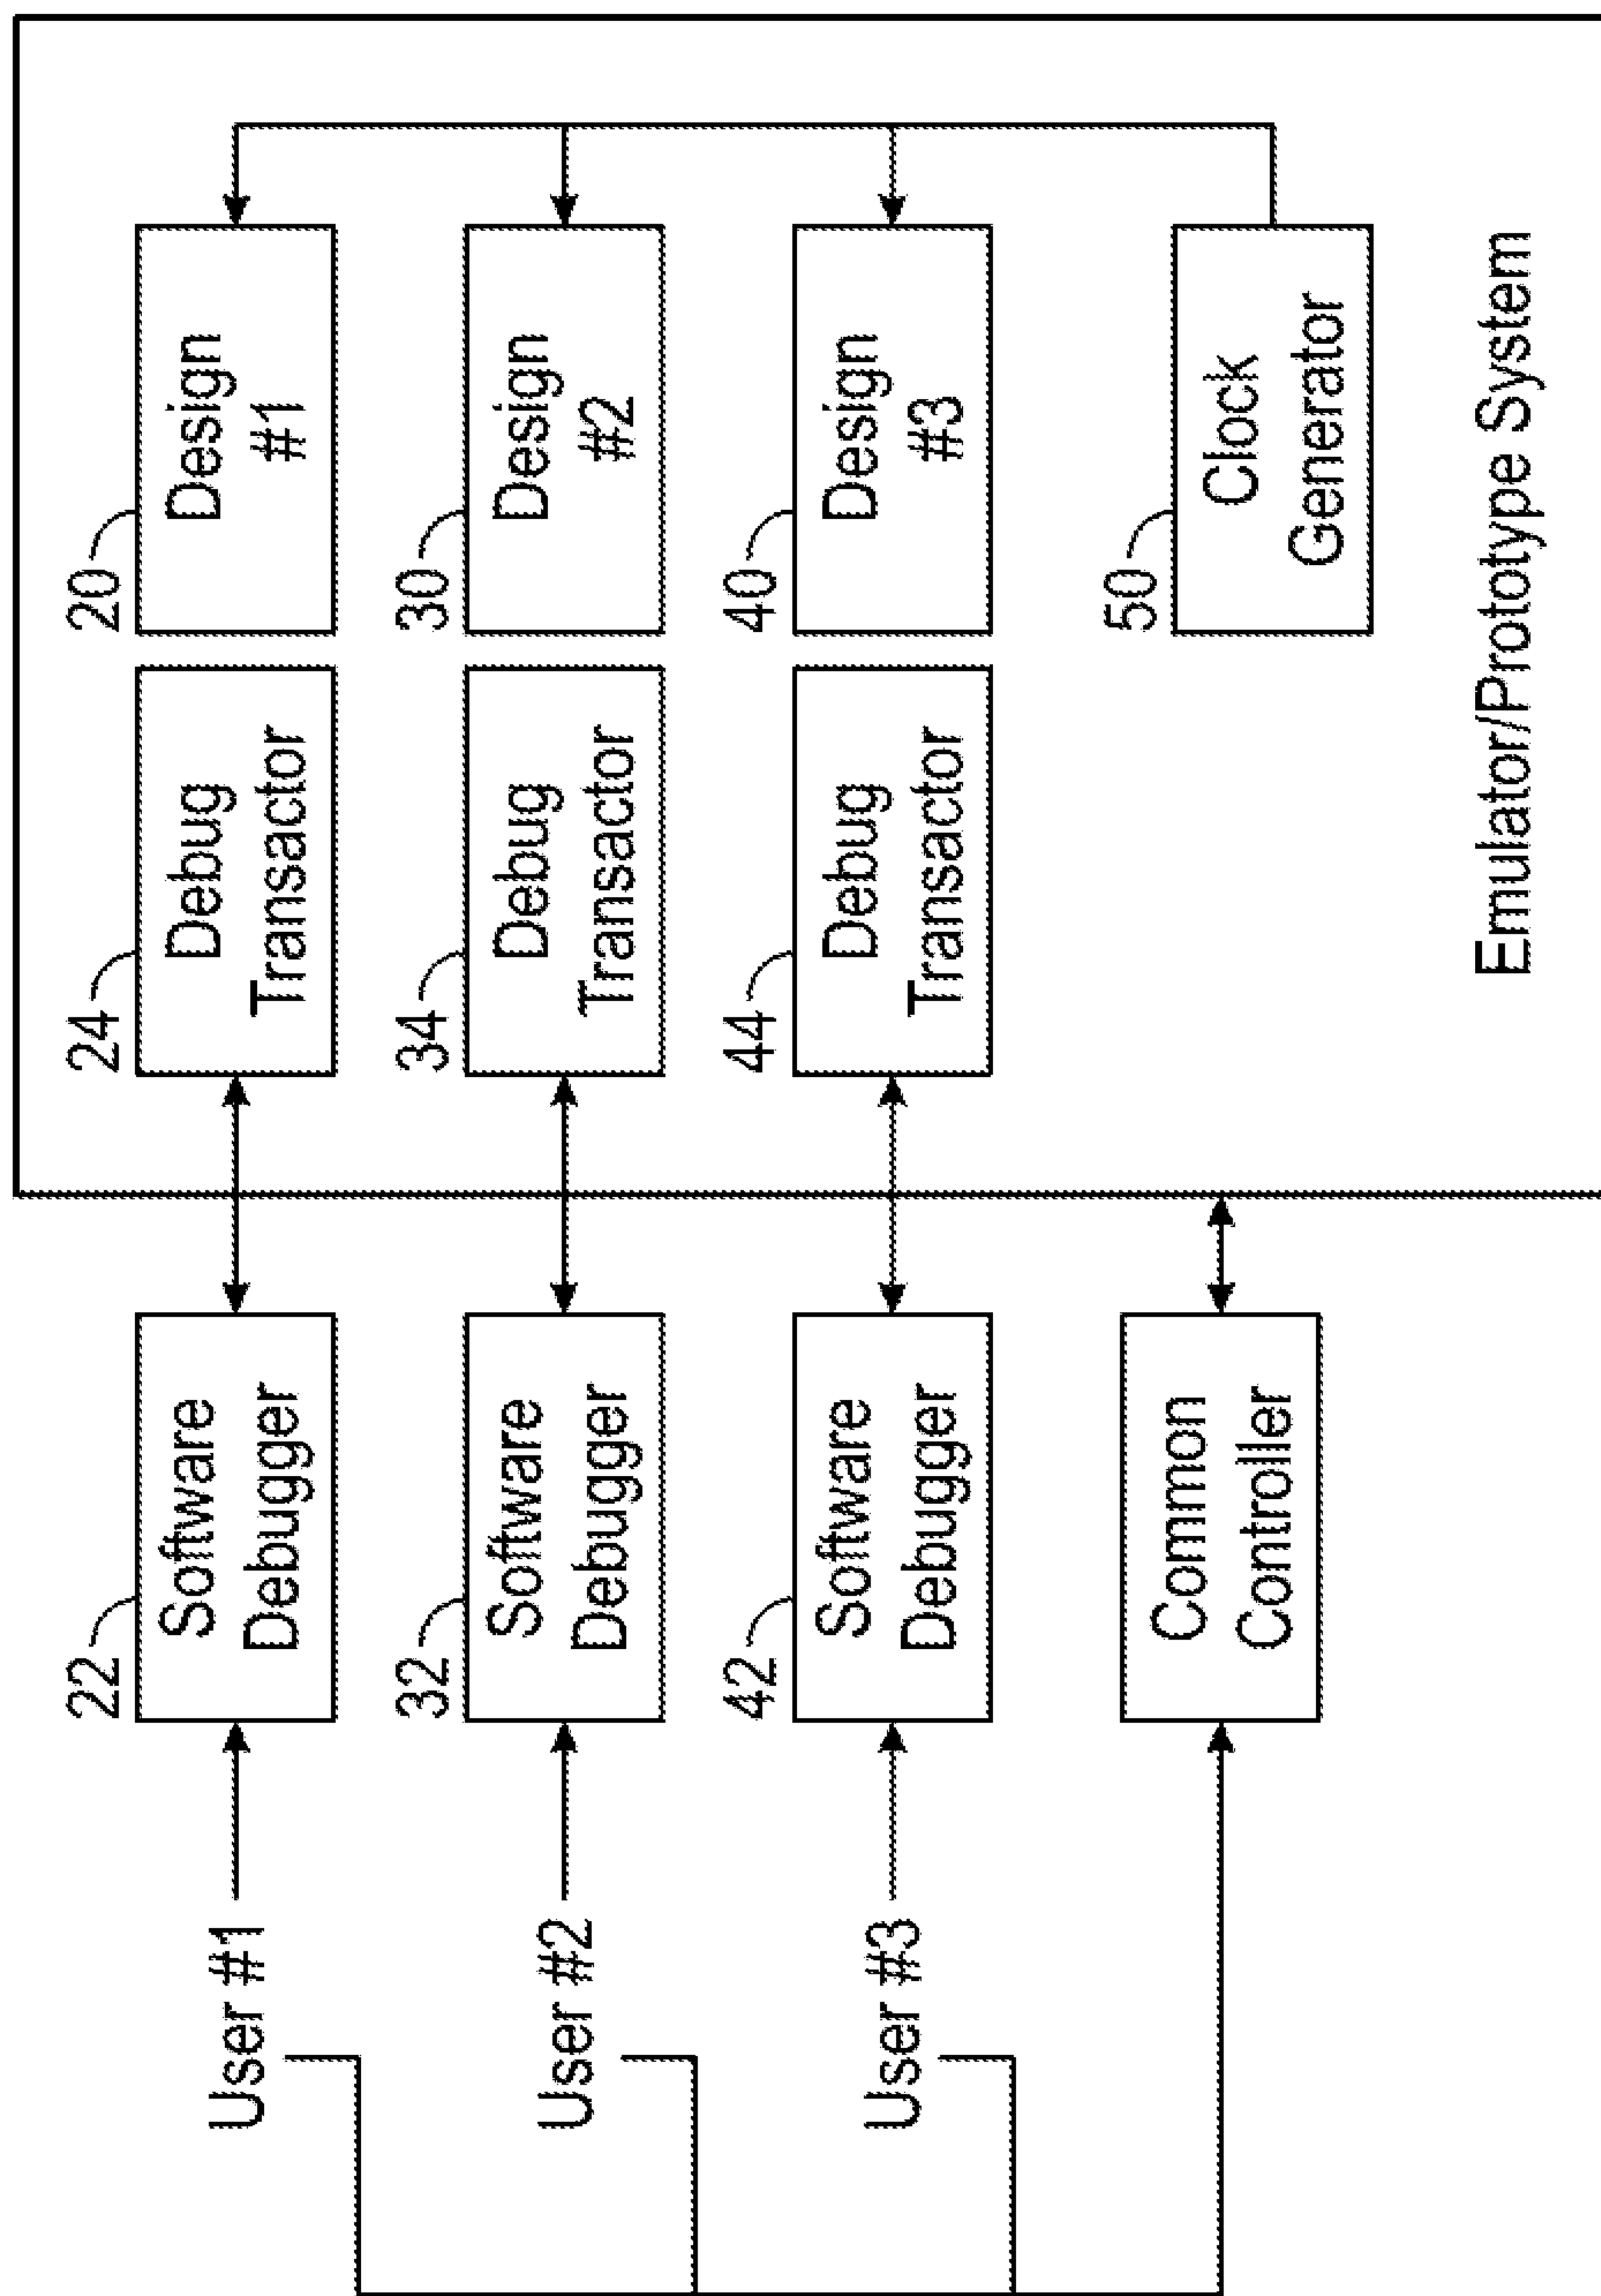 User #1
22
Software
Debugger
24
Debug
Transactor
20
Design
#1
User #2
32
Software
Debugger
34
Debug
Transactor
30
Design
#2
User #3
42
Software
Debugger
44
Debug
Transactor
40
Design
#3
Common
Controller
50
Clock
Generator
Emulator/Prototype System